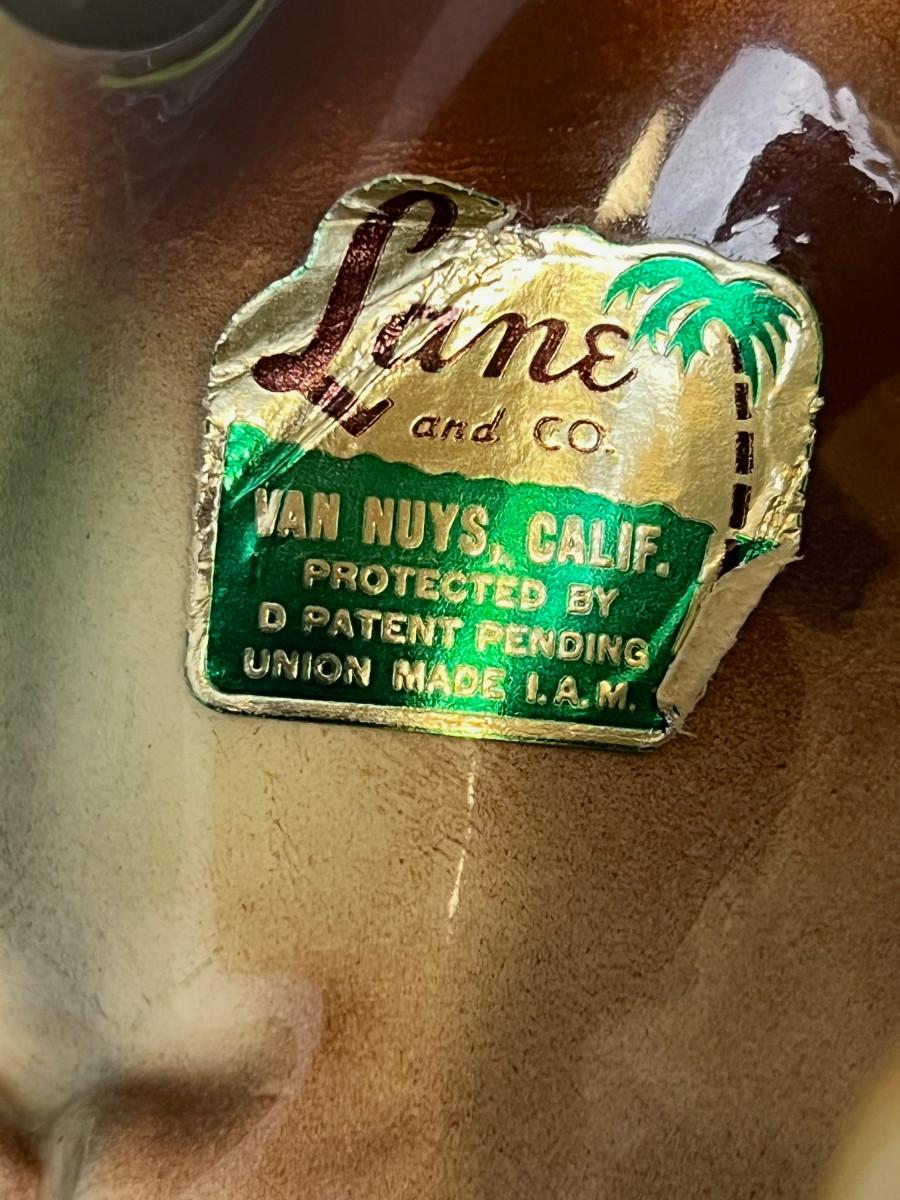 Lane
and CO.
VAN NUYS, CALIF.
PROTECTED BY
D PATENT PENDING
UNION MADE I.A.M.